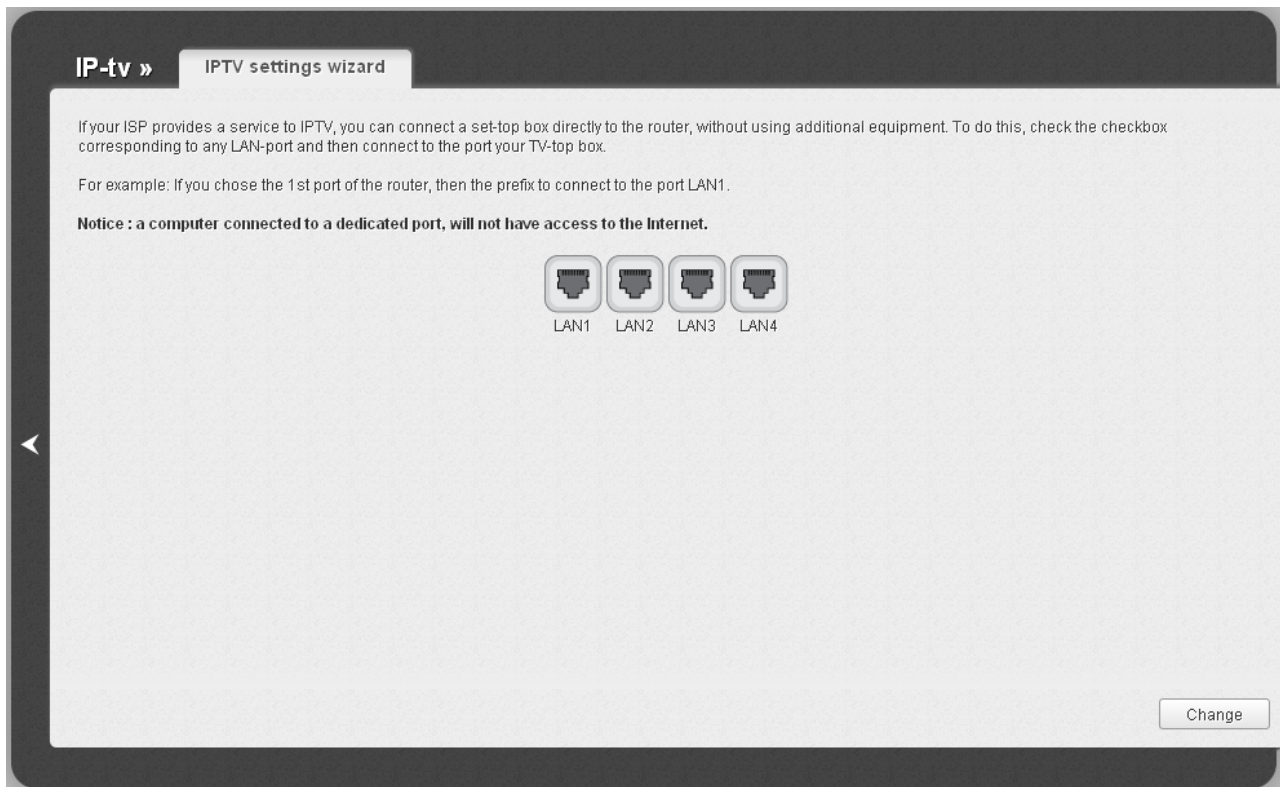 IP-tv »
IPTV settings wizard
If your ISP provides a service to IPTV, you can connect a set-top box directly to the router, without using additional equipment. To do this, check the checkbox
corresponding to any LAN-port and then connect to the port your TV-top box.
For example: If you chose the 1st port of the router, then the prefix to connect to the port LAN1.
Notice : a computer connected to a dedicated port, will not have access to the Internet.
LAN1 LAN2 LAN3 LAN4
Change